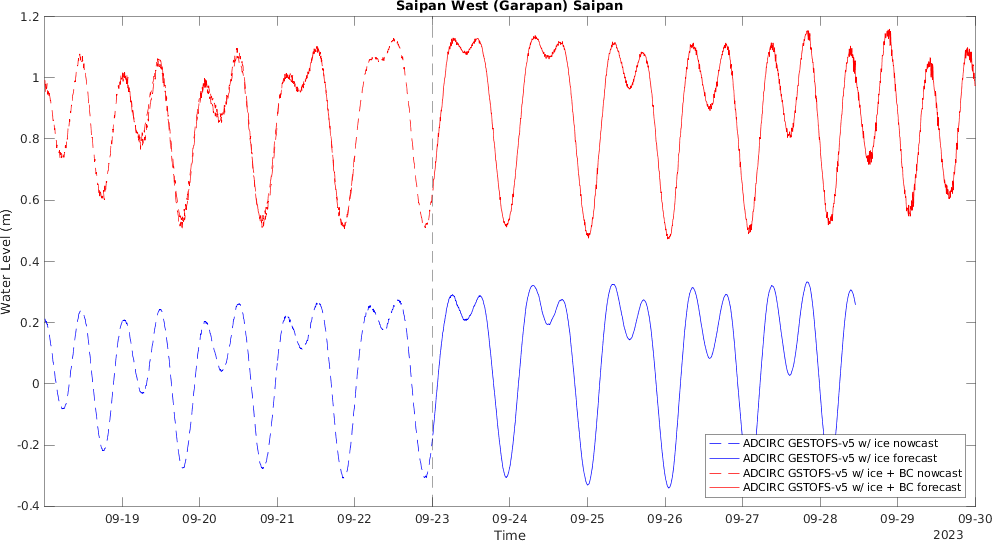 Saipan West (Garapan) Saipan
1.2
1
0.8
0.6
0.4
0.2
0
-0.2
-0.4
Water Level (m)
ADCIRC GESTOFS-v5 w/ ice nowcast
ADCIRC GESTOFS-v5 w/ ice forecast
ADCIRC GSTOFS-v5 w/ ice + BC nowcast
ADCIRC GSTOFS-v5 w/ ice + BC forecast
09-19 09-20 09-21 09-22 09-23 09-24 09-25 09-26 09-27 09-28 09-29 09-30
Time
2023